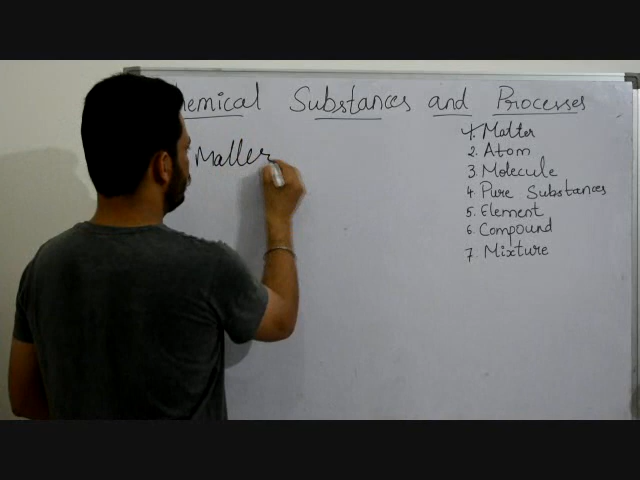 hemical Substances and Processes
Matter
1. Matter
2. Atom
3. Molecule
4 Pure Substances
5. Element
6. Compound
7. Mixture